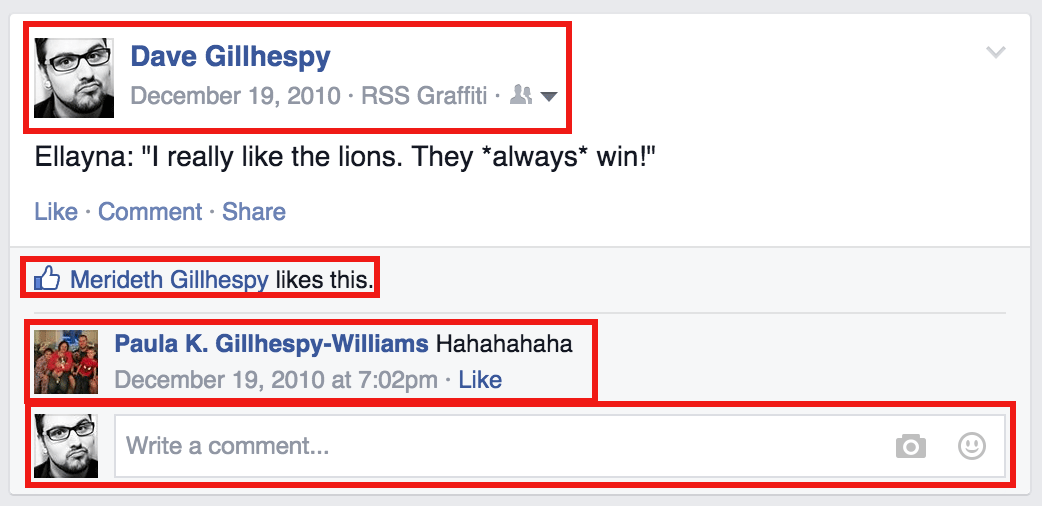 Dave Gillhespy
December 19, 2010 · RSS Graffiti ·
Ellayna: "I really like the lions. They *always* win!"
Like · Comment · Share
Merideth Gillhespy likes this.
Paula K. Gillhespy-Williams Hahahahaha
December 19, 2010 at 7:02pm · Like
Write a comment...